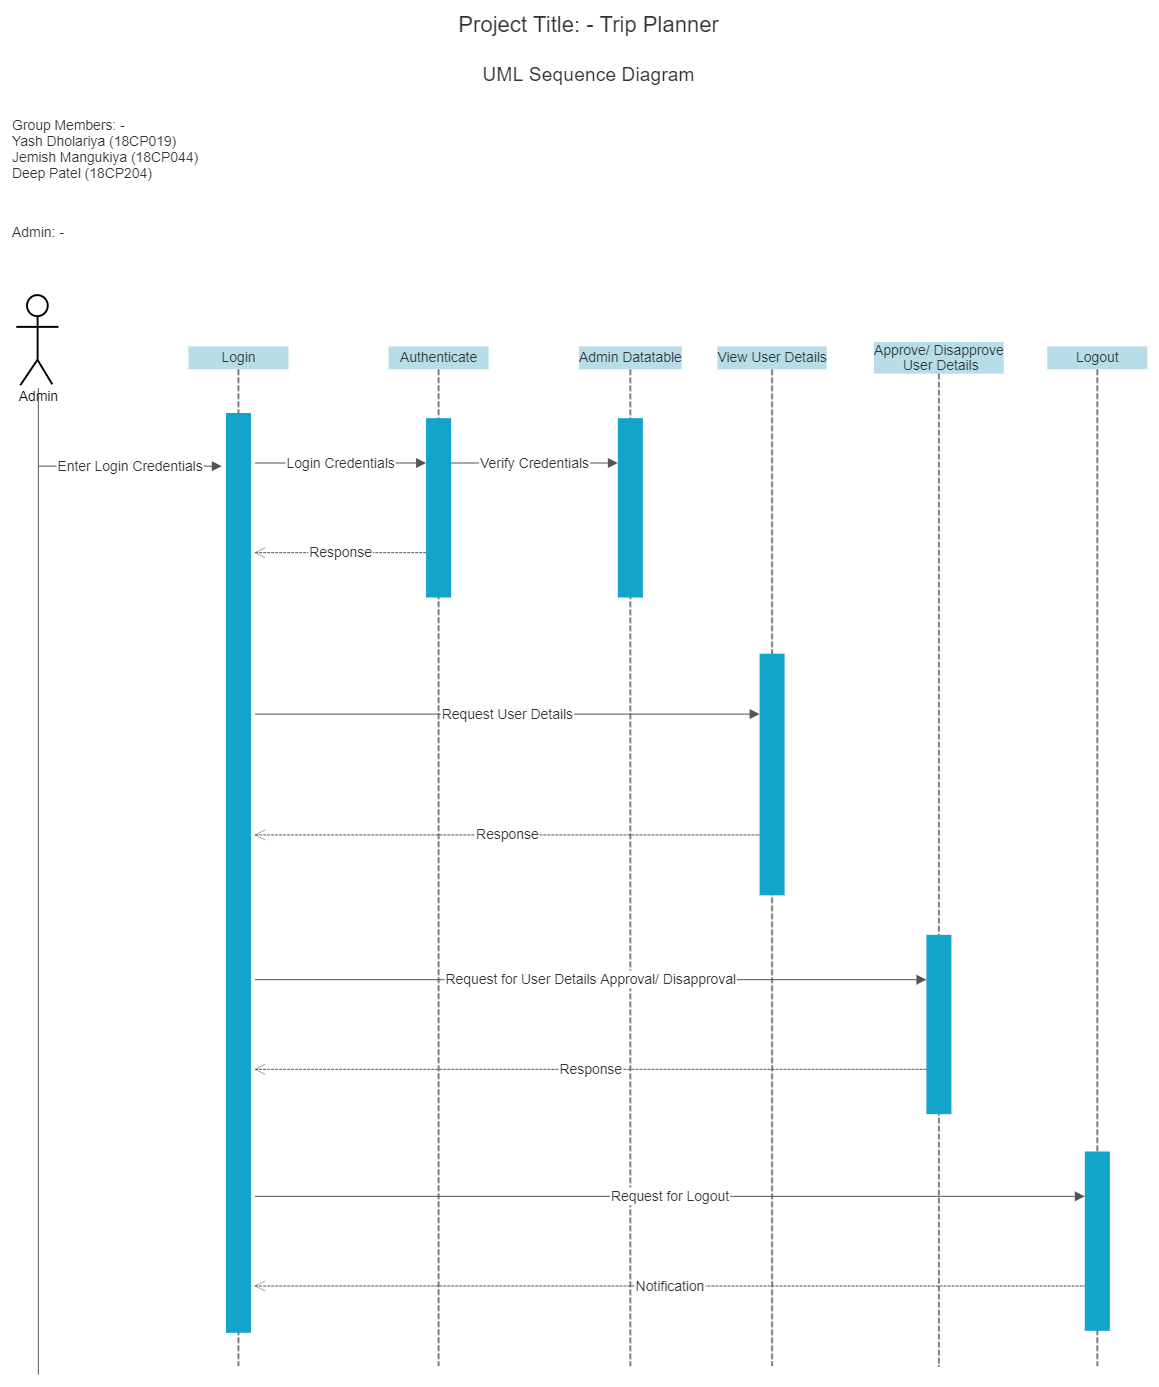 Project Title: - Trip Planner
UML Sequence Diagram
Group Members: -
Yash Dholariya (18CP019)
Jemish Mangukiya (18CP044)
Deep Patel (18CP204)
Admin: -
Admin
Login
Authenticate
Admin Datatable
View User Details
Approve/ Disapprove
User Details
Logout
Enter Login Credentials
Login Credentials
Verify Credentials
Response
Request User Details
Response
Request for User Details Approval/ Disapproval
Response
Request for Logout
Notification